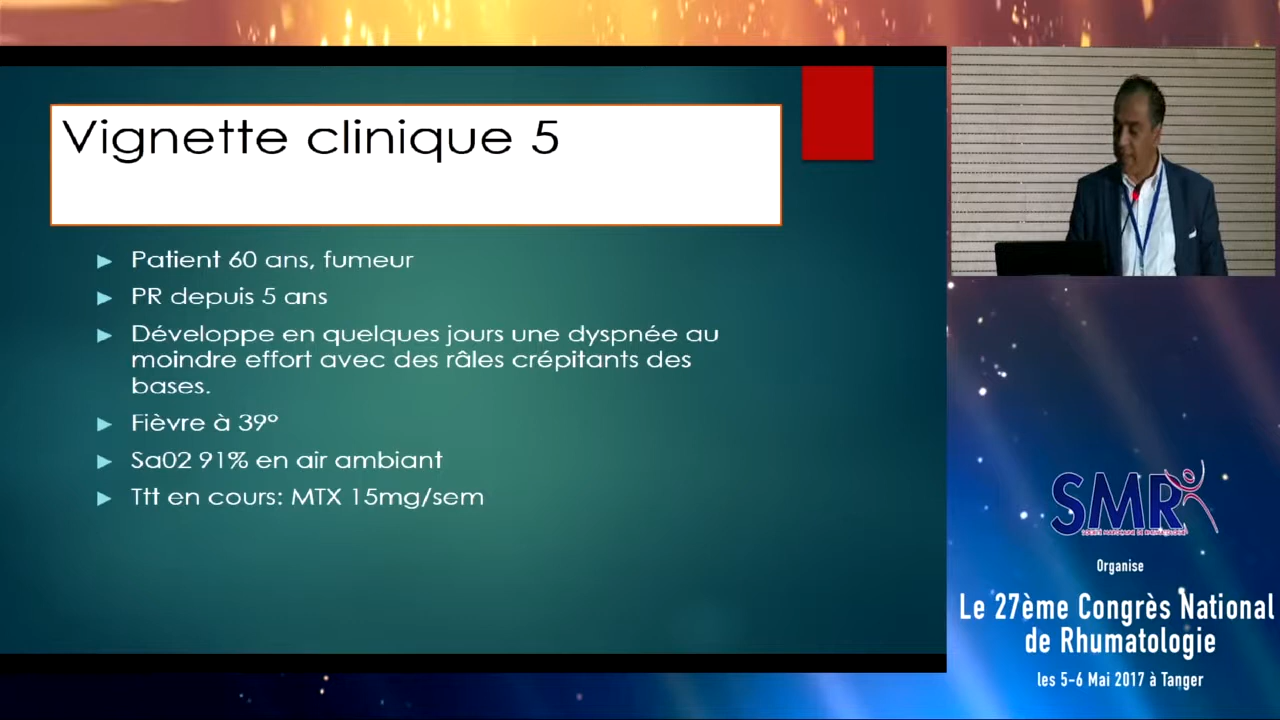 Vignette clinique 5
Patient 60 ans, fumeur
PR depuis 5 ans
Développe en quelques jours une dyspnée au
moindre effort avec des râles crépitants des
bases.
Fièvre à 39°
Sa02 91% en air ambiant
Ttt en cours: MTX 15mg/sem
SMR
Organise
Le 27ème Congrès National
de Rhumatologie
les 5-6 Mai 2017 à Tanger